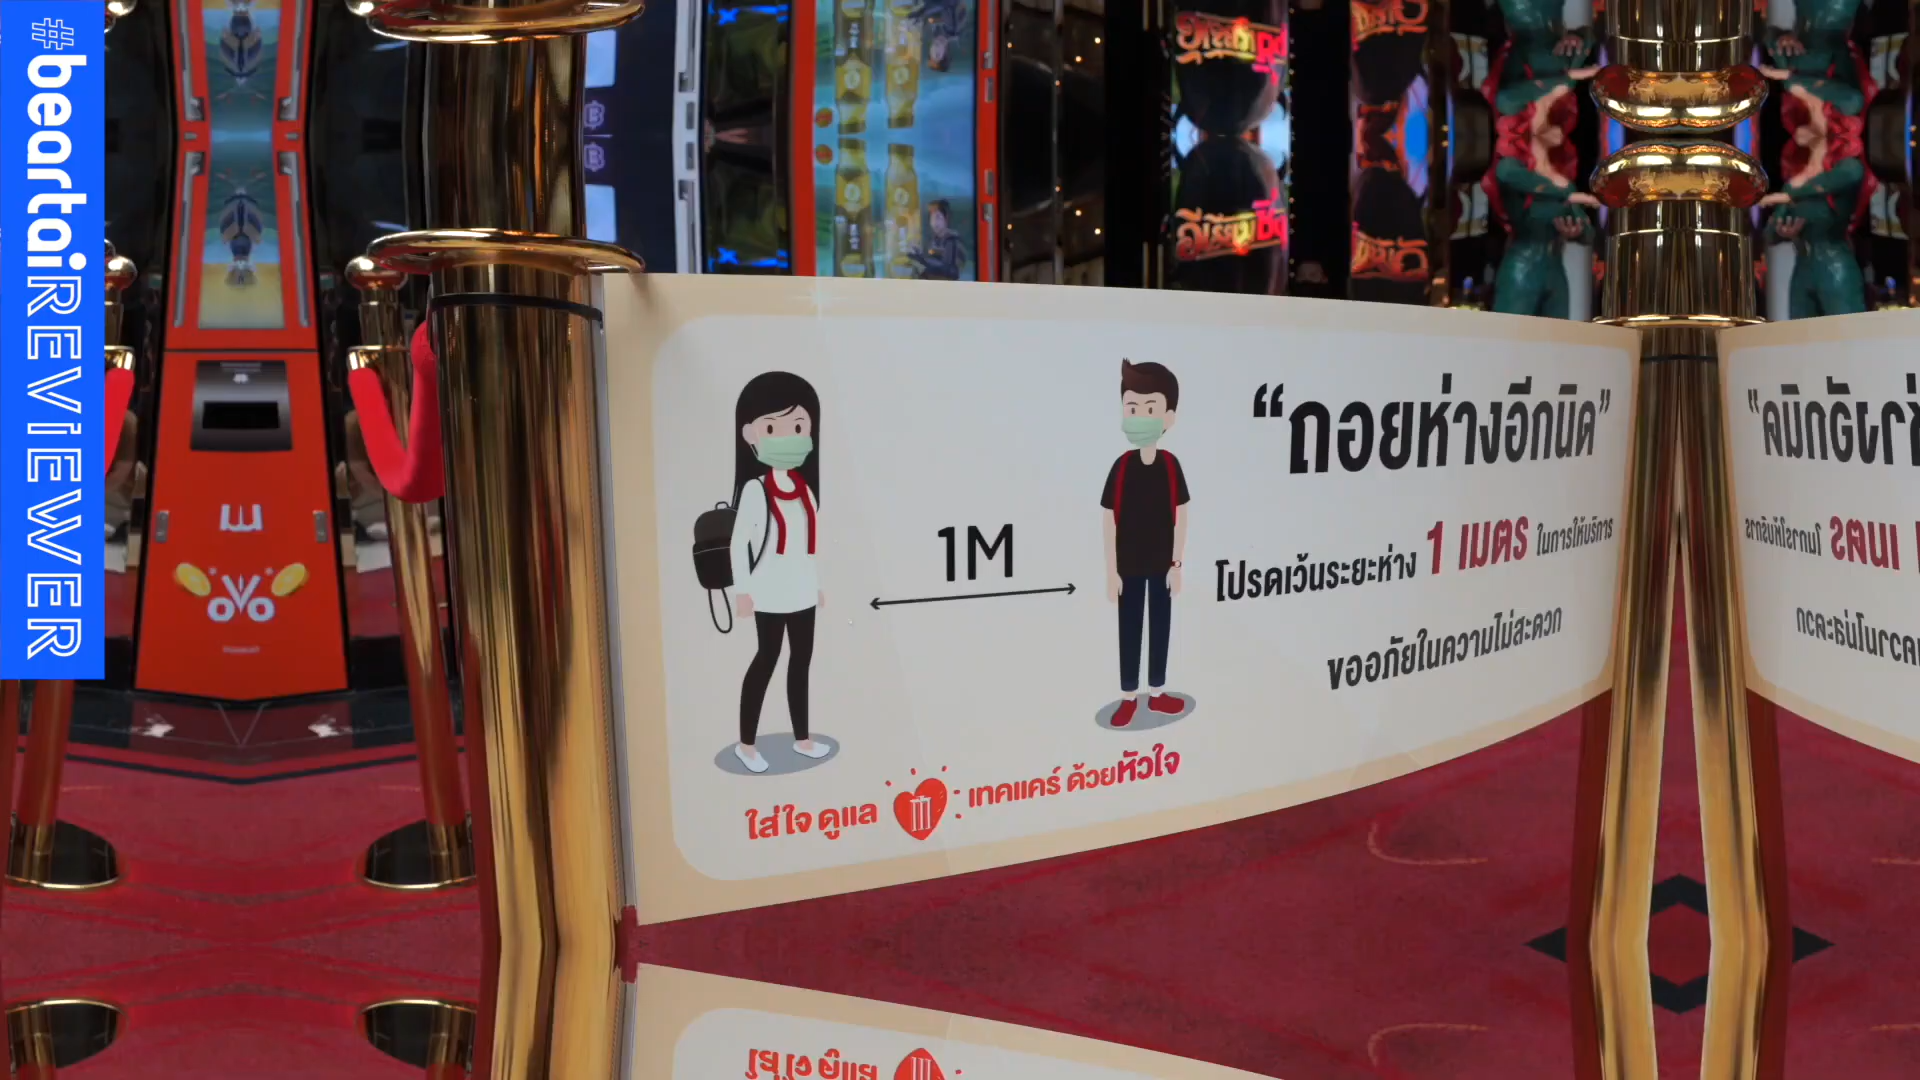 #beartai REVIEWER
"ถอยห่างอีกนิด"
1M
โปรดเว้นระยะห่าง 1 เมตร ในการให้บริการ
ขออภัยในความไม่สะดวก
ใส่ใจ ดูแล เทคแคร์ ด้วยหัวใจ